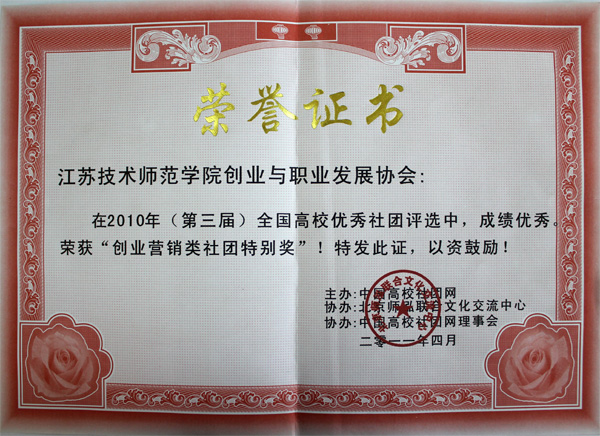 荣誉证书
江苏技术师范学院创业与职业发展协会:
在2010年（第三届）全国高校优秀社团评选中，成绩优秀。
荣获“创业营销类社团特别奖”！特发此证，以资鼓励！
主办:中国高校社团网
协办:北京师泓联合文化交流中心
协办:中国高校社团网理事会
二零一一年四月